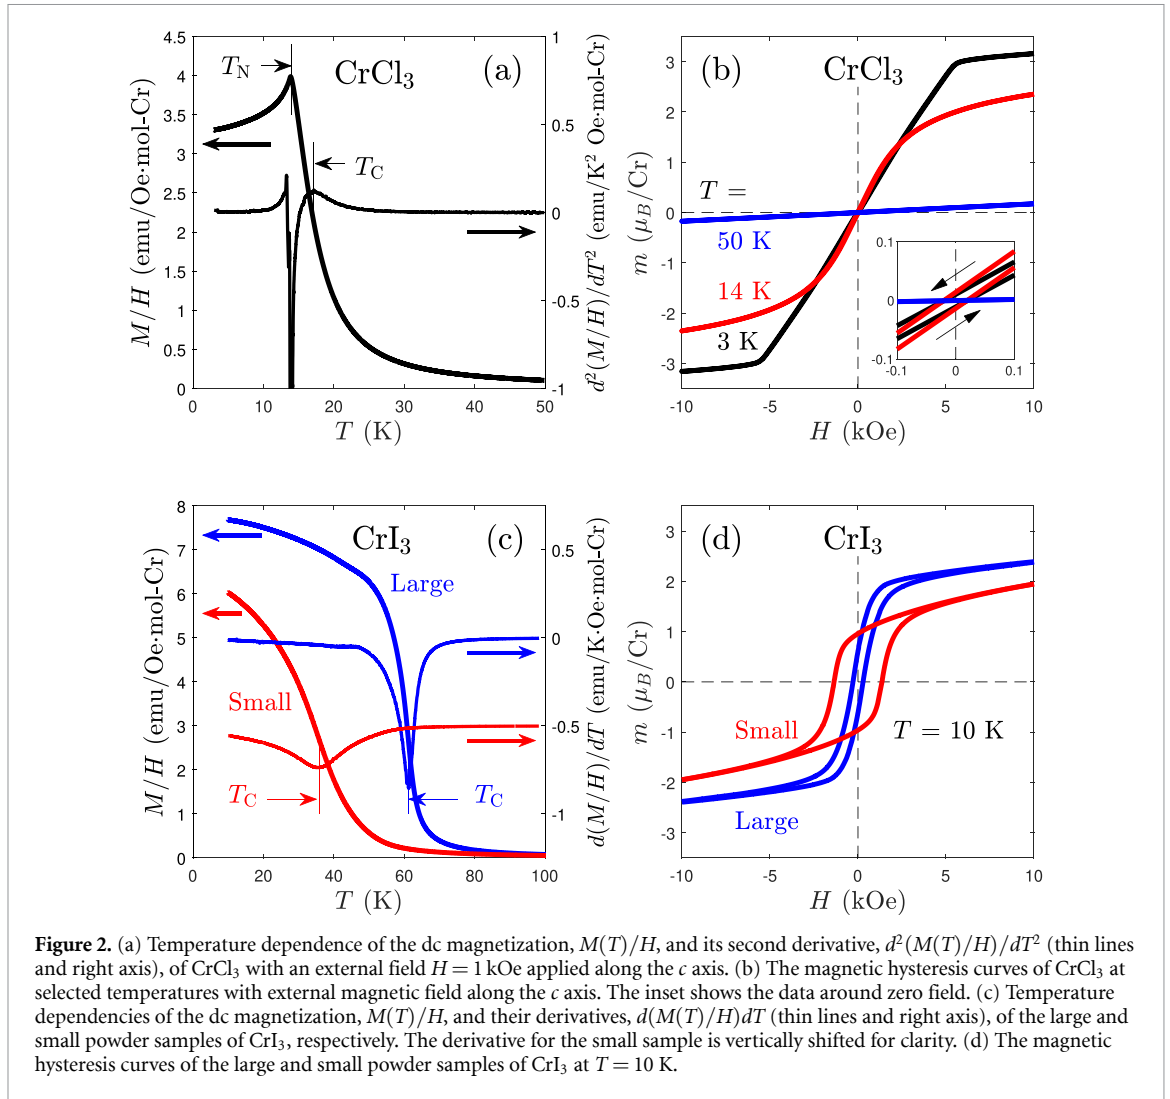 (a)
CrCl3
TN
TC
M/H (emu/Oe·mol-Cr)
4.5
4
3.5
3
2.5
2
1.5
1
0.5
0
d2(M/H)/dT2 (emu/K2 Oe·mol-Cr)
1
0.5
0
-0.5
-1
0 10 20 30 40 50
T (K)
(b)
CrCl3
m (μB/Cr)
3
2
1
0
-1
-2
-3
T =
50 K
14 K
3 K
0.1
0
-0.1
-0.1 0 0.1
-10 -5 0 5 10
H (kOe)
(c)
CrI3
Large
Small
TC
TC
M/H (emu/Oe·mol-Cr)
8
7
6
5
4
3
2
1
0
d(M/H)/dT (emu/K·Oe·mol-Cr)
0.5
0
-0.5
-1
0 20 40 60 80 100
T (K)
(d)
CrI3
m (μB/Cr)
3
2
1
0
-1
-2
-3
Small
T = 10 K
Large
-10 -5 0 5 10
H (kOe)
Figure 2. (a) Temperature dependence of the dc magnetization, M(T)/H, and its second derivative, d2(M(T)/H)/dT2 (thin lines
and right axis), of CrCl3 with an external field H = 1 kOe applied along the c axis. (b) The magnetic hysteresis curves of CrCl3 at
selected temperatures with external magnetic field along the c axis. The inset shows the data around zero field. (c) Temperature
dependencies of the dc magnetization, M(T)/H, and their derivatives, d(M(T)/H)dT (thin lines and right axis), of the large and
small powder samples of CrI3, respectively. The derivative for the small sample is vertically shifted for clarity. (d) The magnetic
hysteresis curves of the large and small powder samples of CrI3 at T = 10 K.